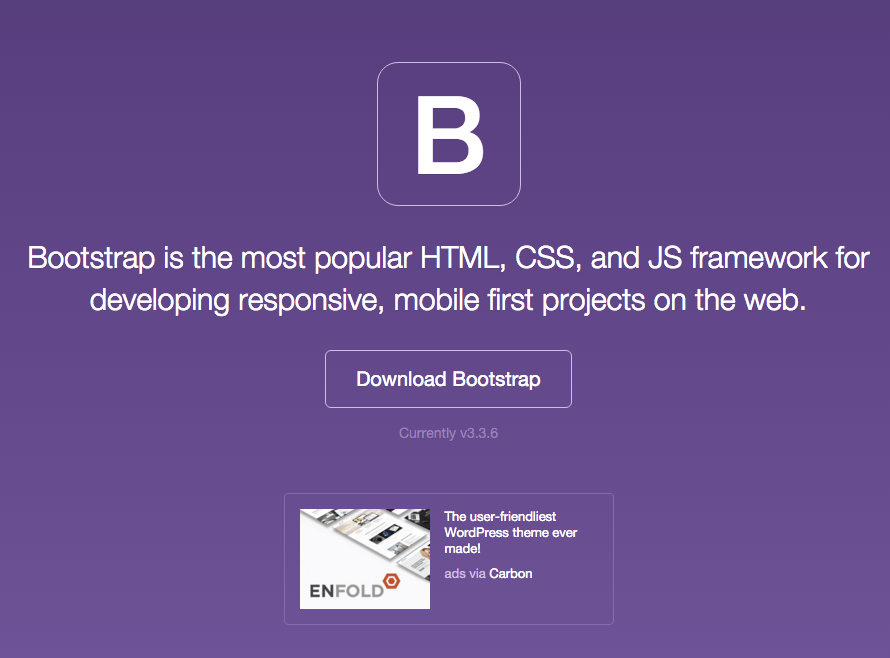 B
Bootstrap is the most popular HTML, CSS, and JS framework for
developing responsive, mobile first projects on the web.
Download Bootstrap
Currently v3.3.6
ENFOLD
The user-friendliest
WordPress theme ever
made!
ads via Carbon